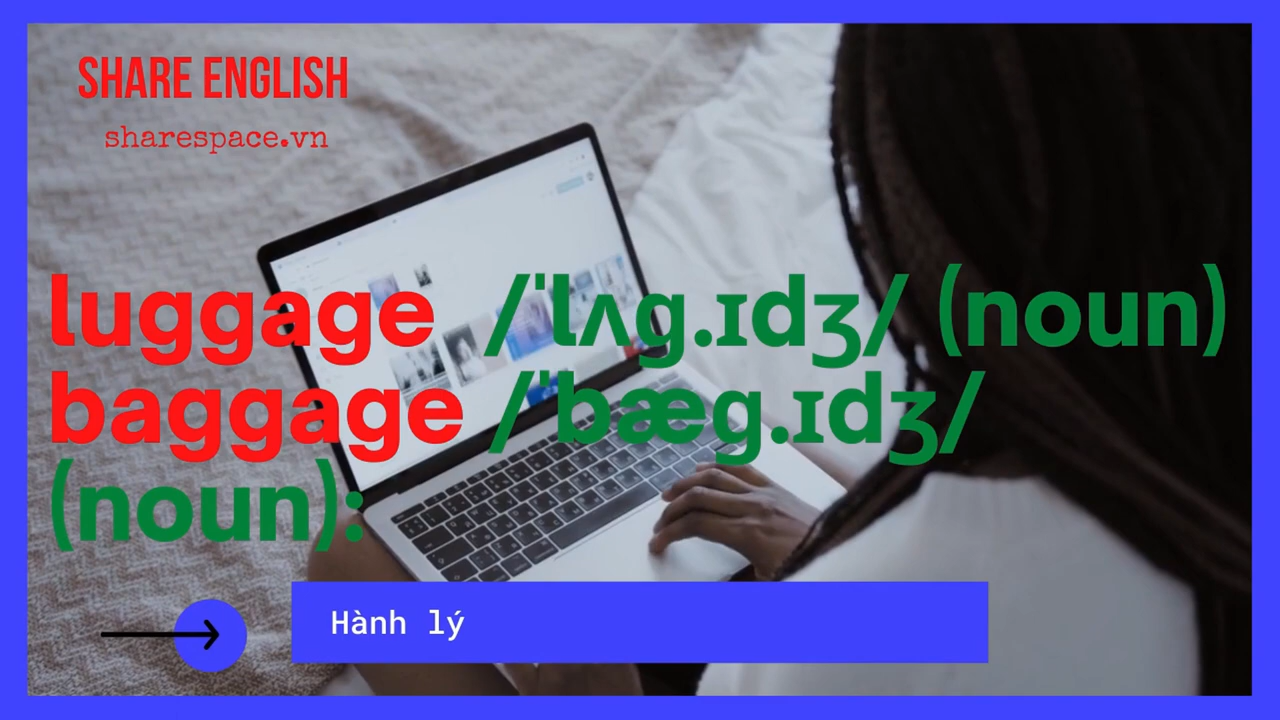 SHARE ENGLISH
sharespace.vn
luggage /ˈlʌɡ.ɪdʒ/ (noun)
baggage /ˈbæɡ.ɪdʒ/
(noun):
Hành lý